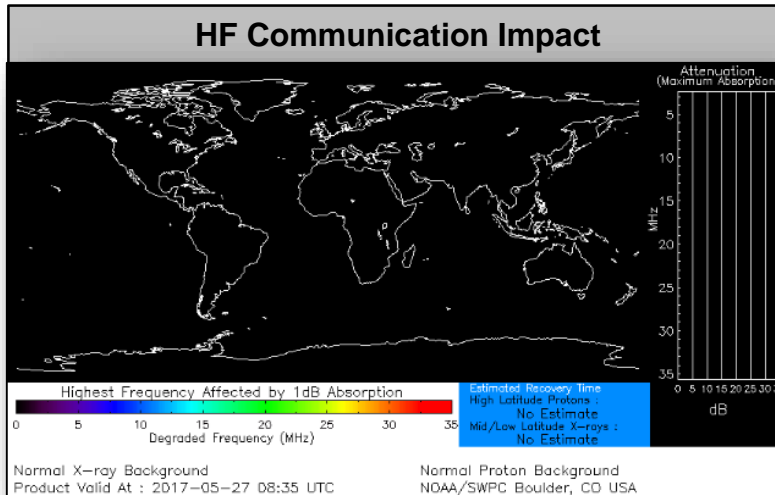 HF Communication Impact
Attenuation
(Maximum Absorption
5
10
15
20
25
30
35
MHz
0 5 10 15 20 25 30 3
dB
Highest Frequency Affected by 1dB Absorption
0 5 10 15 20 25 30 35
Degraded Frequency (MHz)
Estimated Recovery Time
High Latitude Protons :
No Estimate
Mid/Low Latitude X-rays :
No Estimate
Normal X-ray Background
Product Valid At : 2017-05-27 08:35 UTC
Normal Proton Background
NOAA/SWPC Boulder, CO USA